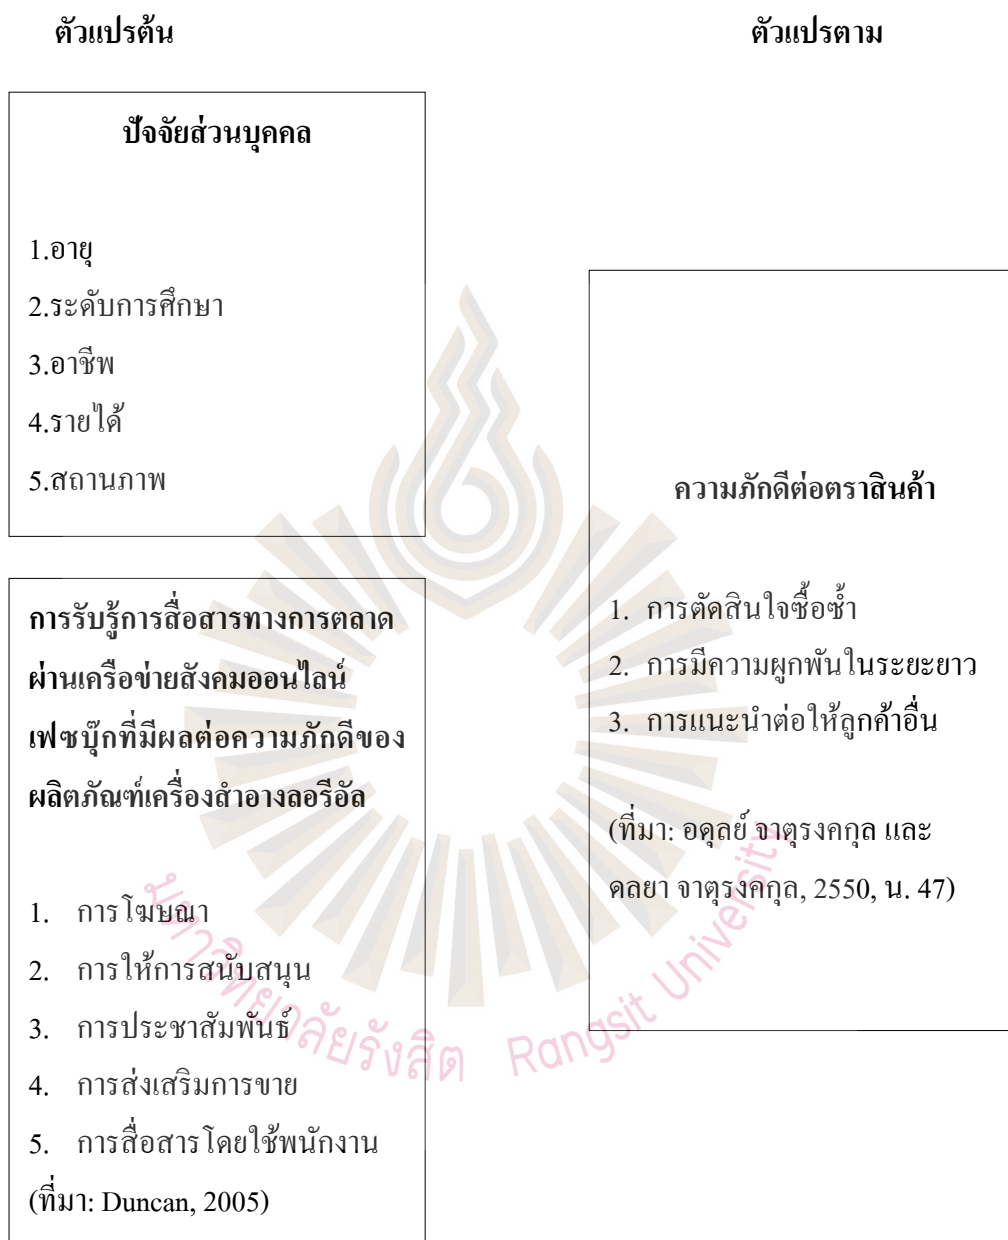 ตัวแปรต้น
ตัวแปรตาม
ปัจจัยส่วนบุคคล
1.อายุ
2.ระดับการศึกษา
3.อาชีพ
4.รายได้
5.สถานภาพ
การรับรู้การสื่อสารทางการตลาด
ผ่านเครือข่ายสังคมออนไลน์
เฟซบุ๊กที่มีผลต่อความภักดีของ
ผลิตภัณฑ์เครื่องสำอางลอรีอัล
1. การโฆษณา
2. การให้การสนับสนุน
3. การประชาสัมพันธ์
4. การส่งเสริมการขาย
5. การสื่อสารโดยใช้พนักงาน
(ที่มา: Duncan, 2005)
ความภักดีต่อตราสินค้า
1. การตัดสินใจซื้อซ้ำ
2. การมีความผูกพันในระยะยาว
3. การแนะนำต่อให้ลูกค้าอื่น
(ที่มา: อดุลย์ จาตุรงคกุล และ
ดลยา จาตุรงคกุล, 2550, น. 47)
มหาวิทยาลัยรังสิต Rangsit University